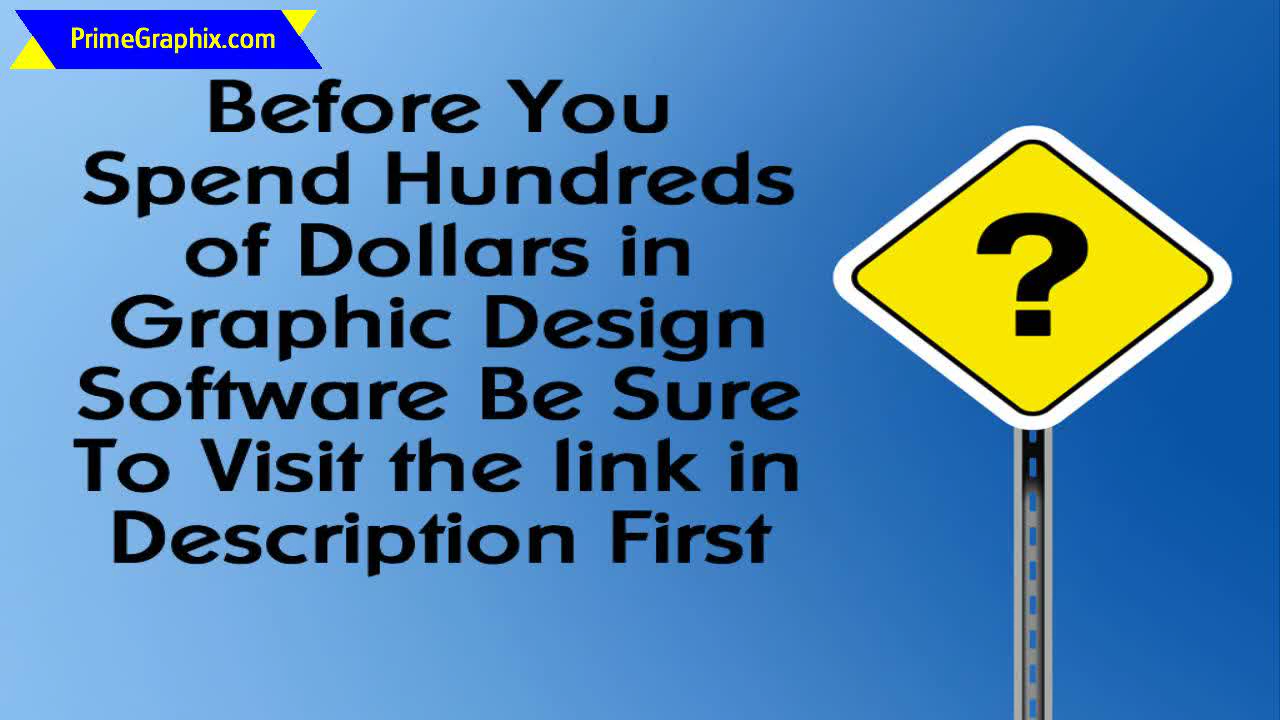 PrimeGraphix.com
Before You
Spend Hundreds
of Dollars in
Graphic Design
Software Be Sure
To Visit the link in
Description First
?